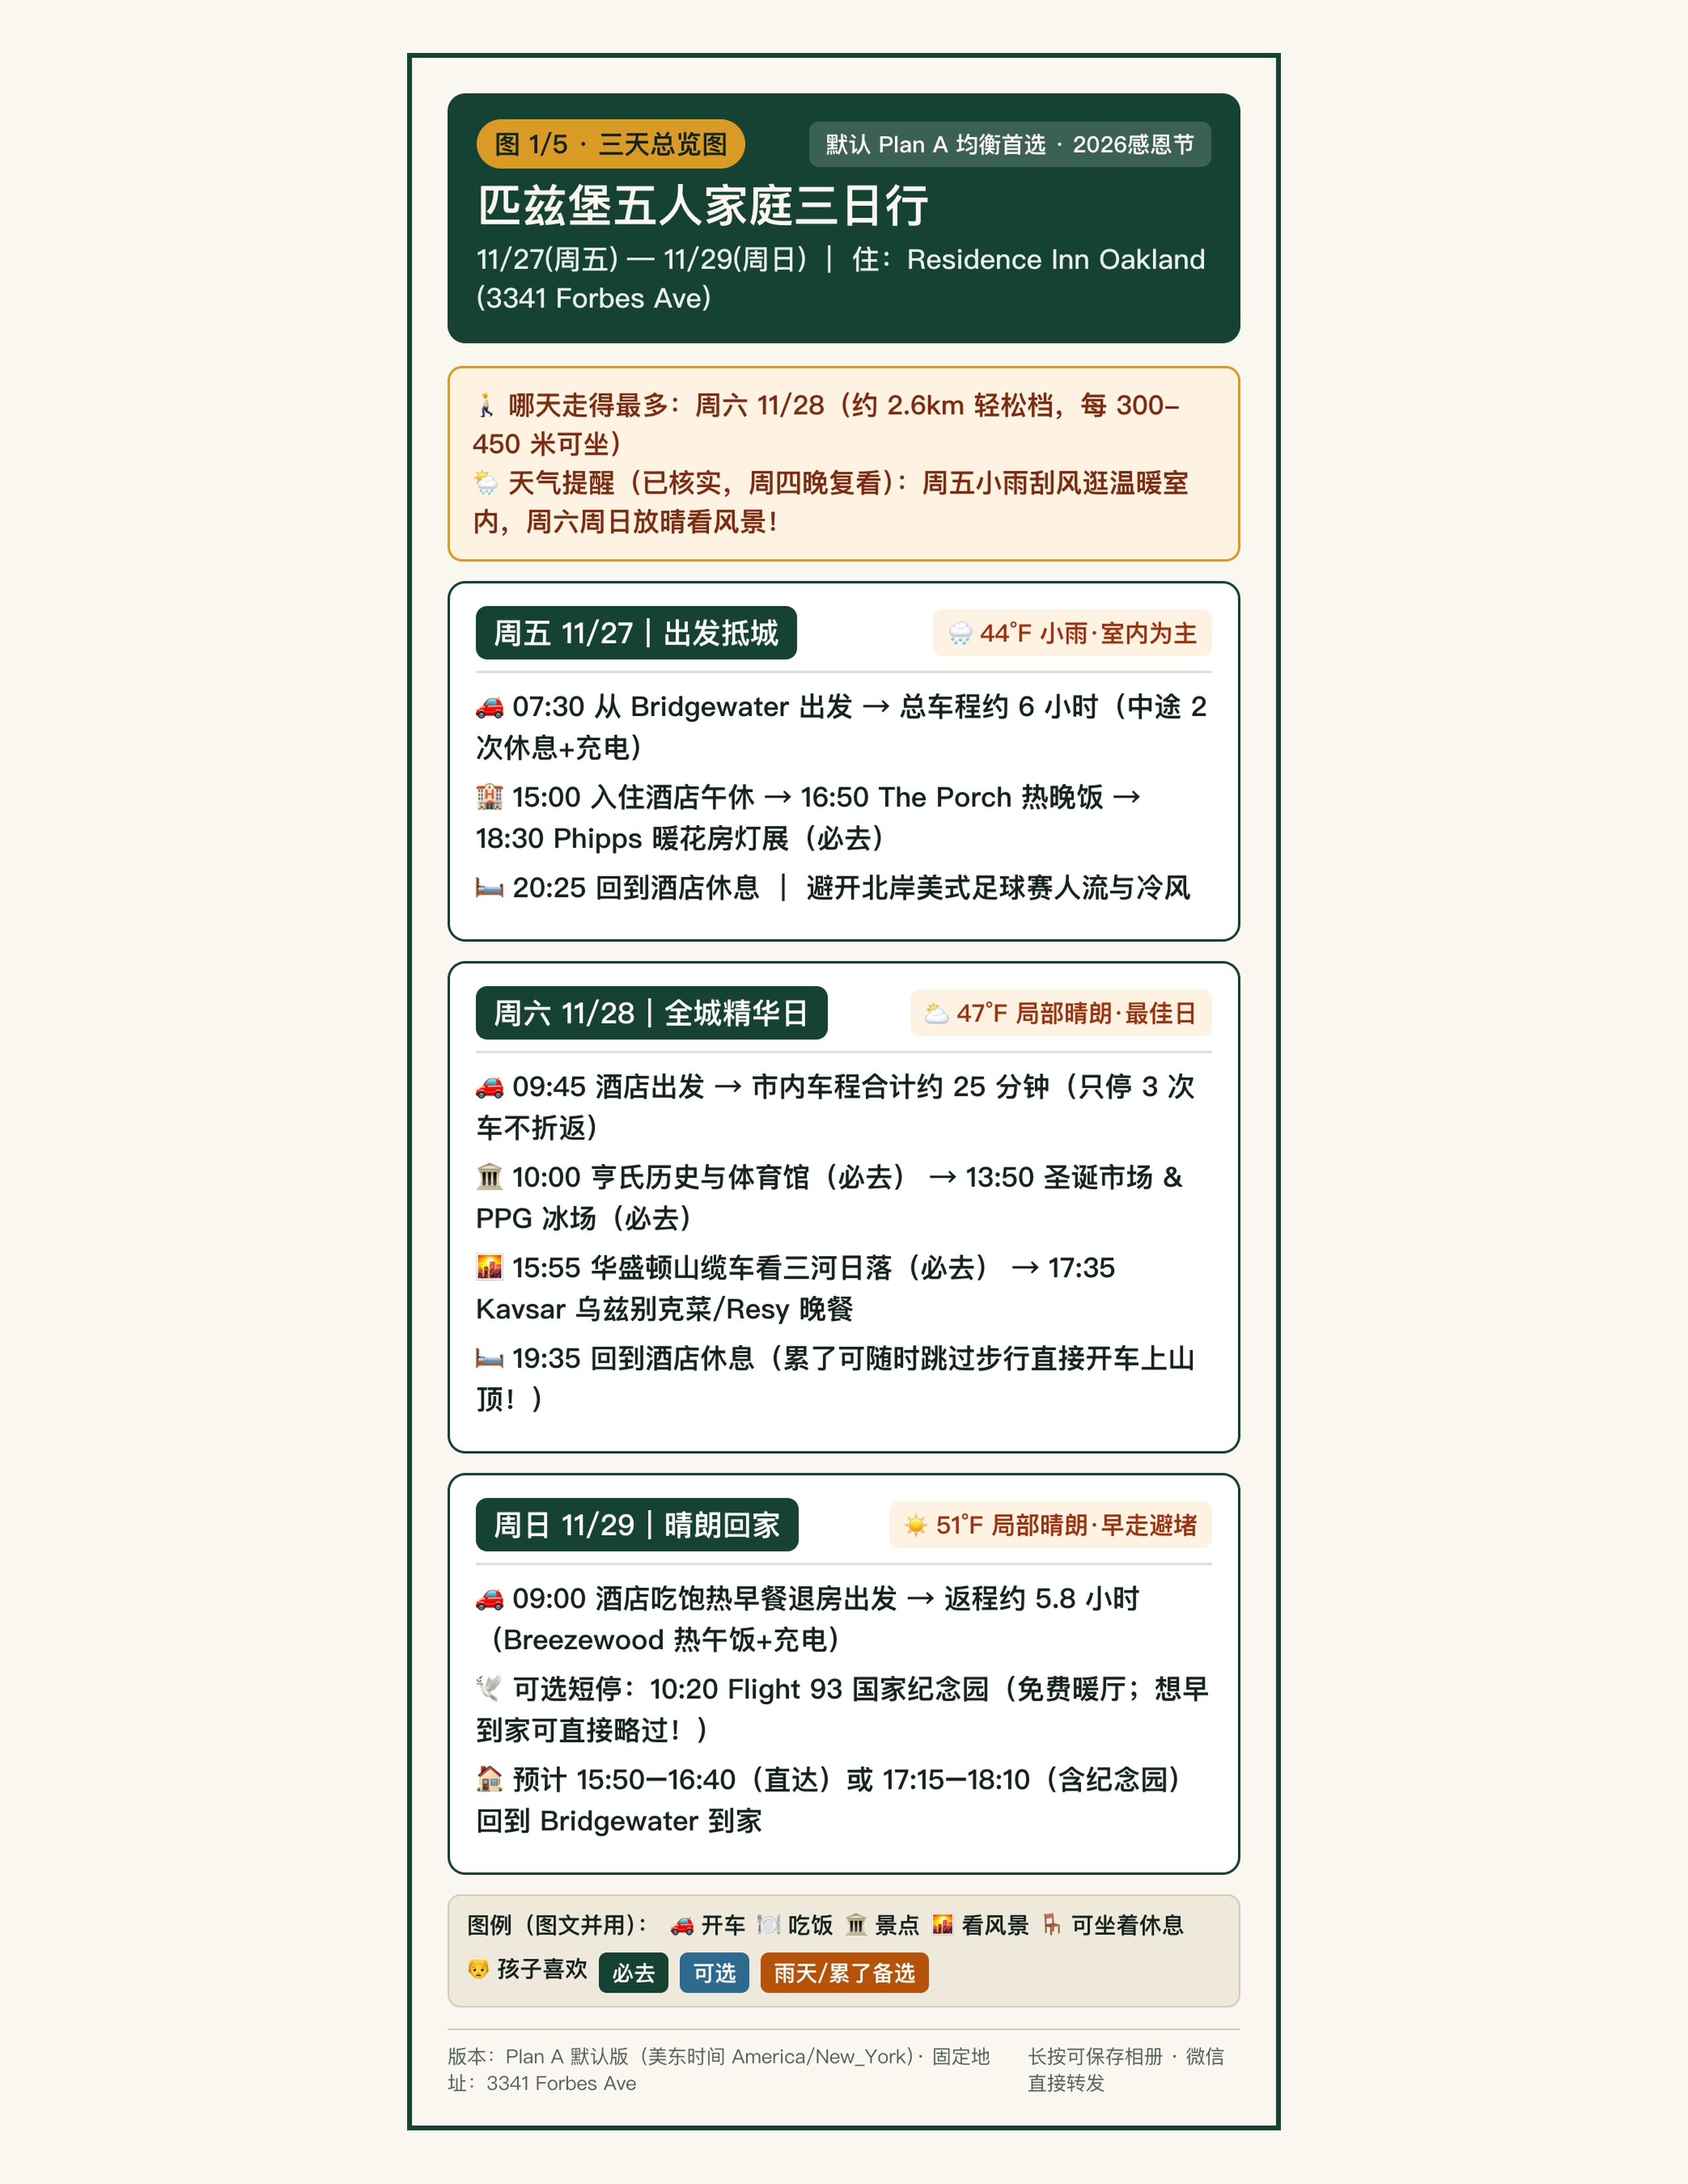 图 1/5 · 三天总览图
默认 Plan A 均衡首选 · 2026感恩节
匹兹堡五人家庭三日行
11/27(周五) — 11/29(周日) | 住：Residence Inn Oakland
(3341 Forbes Ave)
🚶 哪天走得最多：周六 11/28（约 2.6km 轻松档，每 300–
450 米可坐）
🌦️ 天气提醒（已核实，周四晚复看）：周五小雨刮风逛温暖室
内，周六周日放晴看风景！
周五 11/27 | 出发抵城
🌧️ 44°F 小雨·室内为主
🚗 07:30 从 Bridgewater 出发 → 总车程约 6 小时（中途 2
次休息+充电）
🏨 15:00 入住酒店午休 → 16:50 The Porch 热晚饭 →
18:30 Phipps 暖花房灯展（必去）
🛏️ 20:25 回到酒店休息 | 避开北岸美式足球赛人流与冷风
周六 11/28 | 全城精华日
🌥️ 47°F 局部晴朗·最佳日
🚗 09:45 酒店出发 → 市内车程合计约 25 分钟（只停 3 次
车不折返）
🏛️ 10:00 亨氏历史与体育馆（必去） → 13:50 圣诞市场 &
PPG 冰场（必去）
🌇 15:55 华盛顿山缆车看三河日落（必去） → 17:35
Kavsar 乌兹别克菜/Resy 晚餐
🛏️ 19:35 回到酒店休息（累了可随时跳过步行直接开车上山
顶！）
周日 11/29 | 晴朗回家
☀️ 51°F 局部晴朗·早走避堵
🚗 09:00 酒店吃饱热早餐退房出发 → 返程约 5.8 小时
（Breezewood 热午饭+充电）
🕊️ 可选短停：10:20 Flight 93 国家纪念园（免费暖厅；想早
到家可直接略过！）
🏠 预计 15:50—16:40（直达）或 17:15—18:10（含纪念园）
回到 Bridgewater 到家
图例（图文并用）： 🚗 开车 🍽️ 吃饭 🏛️ 景点 🌇 看风景 🪑 可坐着休息
👦 孩子喜欢 必去 可选 雨天/累了备选
版本：Plan A 默认版（美东时间 America/New_York）· 固定地
址：3341 Forbes Ave
长按可保存相册 · 微信
直接转发